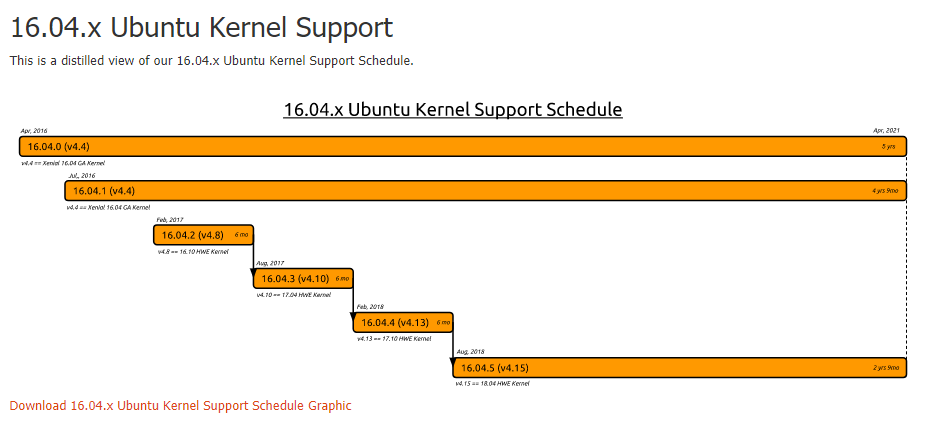 16.04.x Ubuntu Kernel Support
This is a distilled view of our 16.04.x Ubuntu Kernel Support Schedule.
16.04.x Ubuntu Kernel Support Schedule
Apr, 2016 Apr, 2021
16.04.0 (v4.4) 5 yrs
v4.4 == Xenial 16.04 GA Kernel
Jul,, 2016
16.04.1 (v4.4) 4 yrs 9mo
v4.4 == Xenial 16.04 GA Kernel
Feb, 2017
16.04.2 (v4.8) 6 mo
v4.8 == 16.10 HWE Kernel
Aug, 2017
16.04.3 (v4.10) 6 mo
v4.10 == 17.04 HWE Kernel
Feb, 2018
16.04.4 (v4.13) 6 mo
v4.13 == 17.10 HWE Kernel
Aug, 2018
16.04.5 (v4.15) 2 yrs 9mo
v4.15 == 18.04 HWE Kernel
Download 16.04.x Ubuntu Kernel Support Schedule Graphic